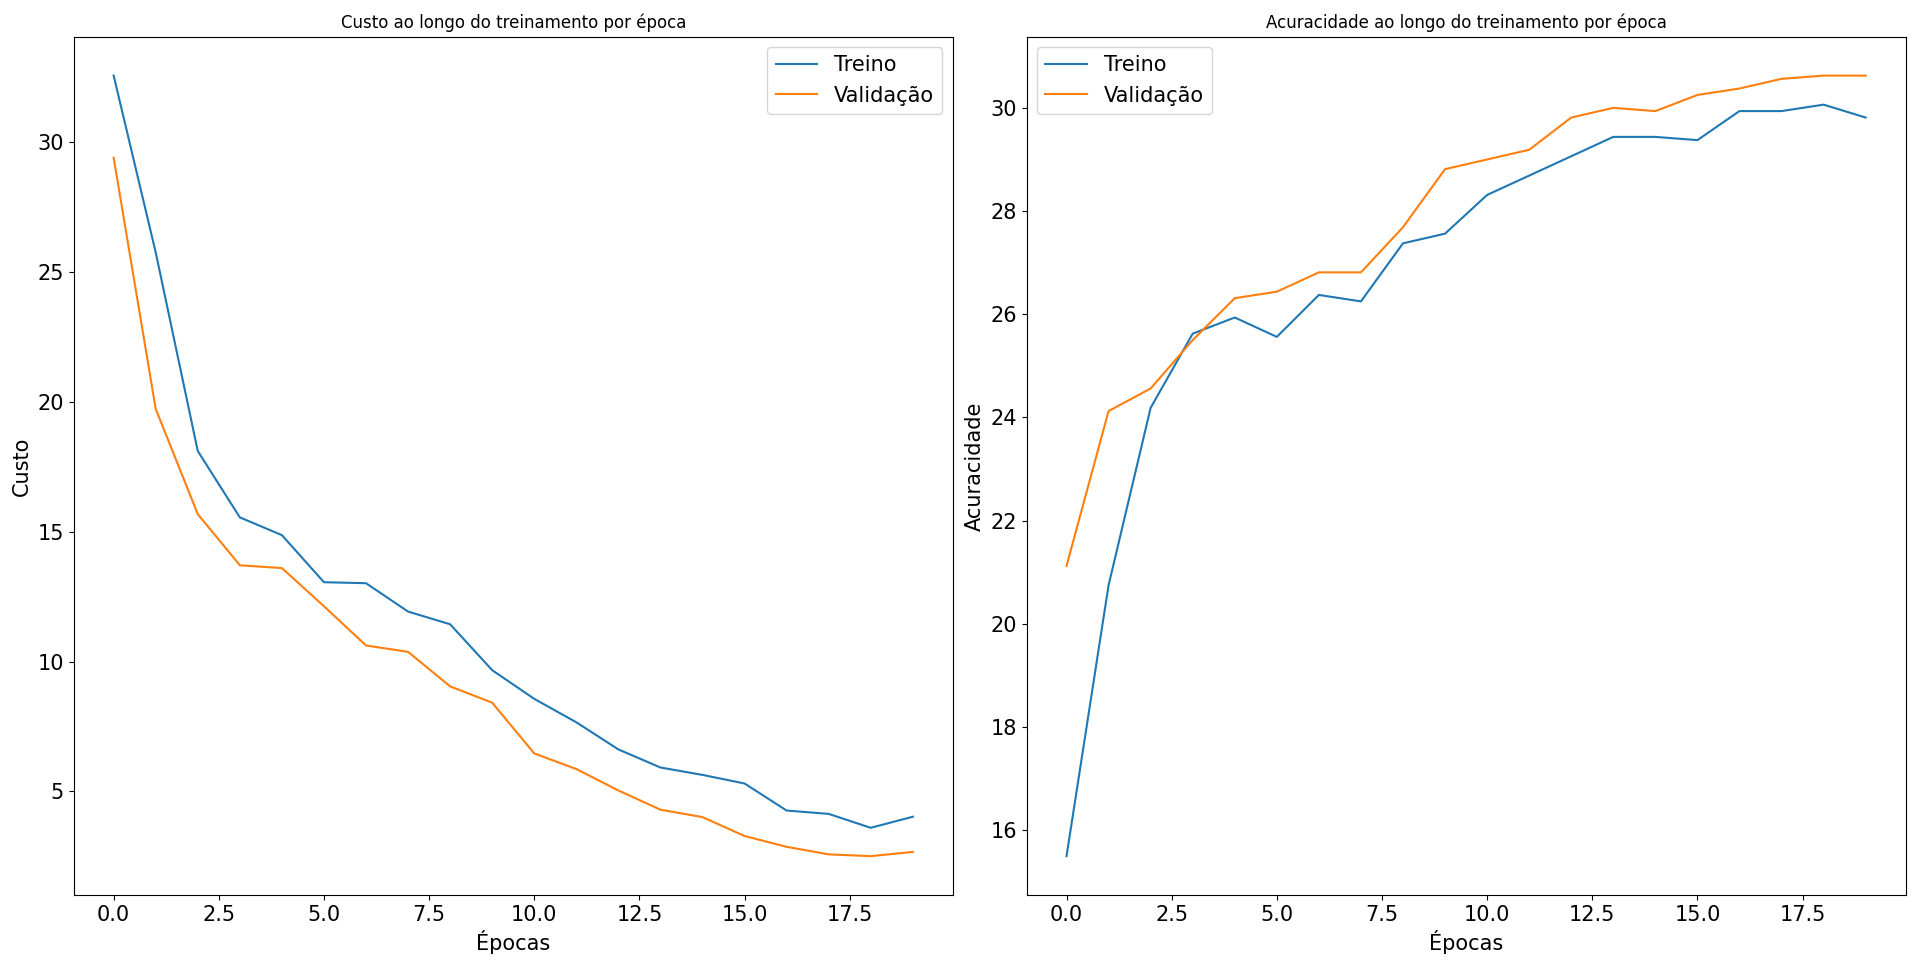 Custo ao longo do treinamento por época
Treino
Validação
30
25
20
15
10
5
Custo
0.0 2.5 5.0 7.5 10.0 12.5 15.0 17.5
Épocas
Acuracidade ao longo do treinamento por época
Treino
Validação
30
28
26
24
22
20
18
16
Acuracidade
0.0 2.5 5.0 7.5 10.0 12.5 15.0 17.5
Épocas